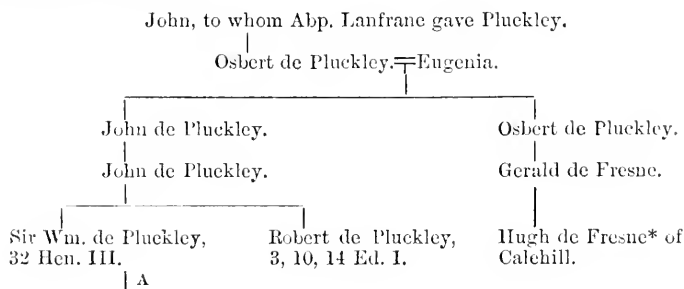 John, to whom Abp. Lanfranc gave Pluckley.
Osbert de Pluckley.=Eugenia.
John de Pluckley. Osbert de Pluckley.
John de Pluckley. Gerald de Fresne.
Sir Wm. de Pluckley, Robert de Pluckley, Hugh de Fresne* of
32 Hen. III. 3, 10, 14 Ed. I. Calehill.
A